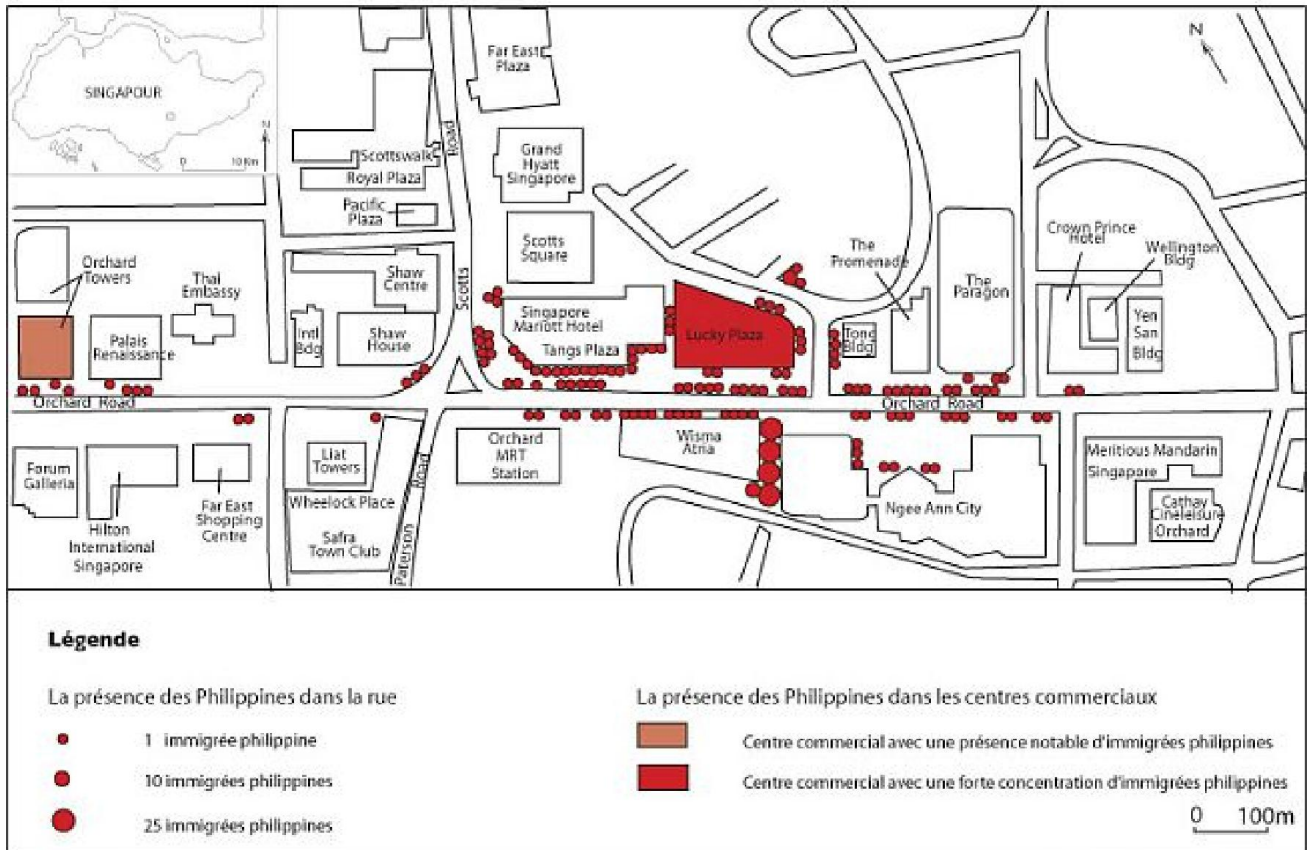 SINGAPOUR
N
0 10 Km
Far East
Plaza
N
Scottswalk
Royal Plaza
Road
Grand
Hyatt
Singapore
Pacific
Plaza
Orchard
Towers
Thai
Embassy
Shaw
Centre
Scotts
Scotts
Square
The
Promenade
The
Paragon
Crown Prince
Hotel
Wellington
Bldg
Palais
Renaissance
Intl
Bdg
Shaw
House
Singapore
Mariott Hotel
Tangs Plaza
Lucky Plaza
Tond
Bldg
Yen
San
Bldg
Orchard Road
Orchard Road
Forum
Galleria
Hilton
International
Singapore
Far East
Shopping
Centre
Liat
Towers
Wheelock Place
Safra
Town Club
Paterson
Road
Orchard
MRT
Station
Wisma
Atria
Ngee Ann City
Meritious Mandarin
Singapore
Cathay
Cineleisure
Orchard
Légende
La présence des Philippines dans la rue
1 immigrée philippine
10 immigrées philippines
25 immigrées philippines
La présence des Philippines dans les centres commerciaux
Centre commercial avec une présence notable d'immigrées philippines
Centre commercial avec une forte concentration d'immigrées philippines
0 100m